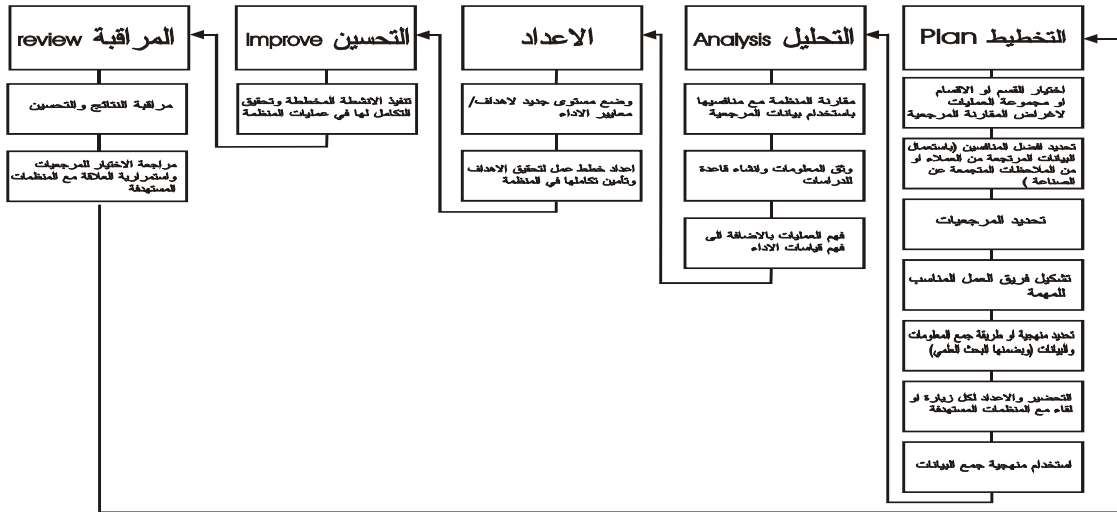 التخطيط Plan
اختيار القسم او الاقسام
او مجموعة العمليات
لاغراض المقارنة المرجعية
تحديد افضل المنافسين (باستعمال
البيانات المرتجعة من العملاء او
من الملاحظات المتجمعة عن
الصناعة )
تحديد المرجعيات
تشكيل فريق العمل المناسب
للمهمة
تحديد منهجية او طريقة جمع المعلومات
والبيانات (وبضمنها البحث العلمي)
التحضير والاعداد لكل زيارة او
لقاء مع المنظمات المستهدفة
استخدام منهجية جمع البيانات
التحليل Analysis
مقارنة المنظمة مع منافسيها
باستخدام بيانات المرجعية
وثق المعلومات وانشاء قاعدة
للدراسات
فهم العمليات بالاضافة الى
فهم قياسات الاداء
الاعداد
وضع مستوى جديد لاهداف/
معايير الاداء
اعداد خطط عمل لتحقيق الاهداف
وتأمين تكاملها في المنظمة
التحسين Improve
تنفيذ الانشطة المخططة وتحقيق
التكامل لها في عمليات المنظمة
المراقبة review
مراقبة النتائج والتحسين
مراجعة الاختيار للمرجعيات
واستمرارية العلاقة مع المنظمات
المستهدفة